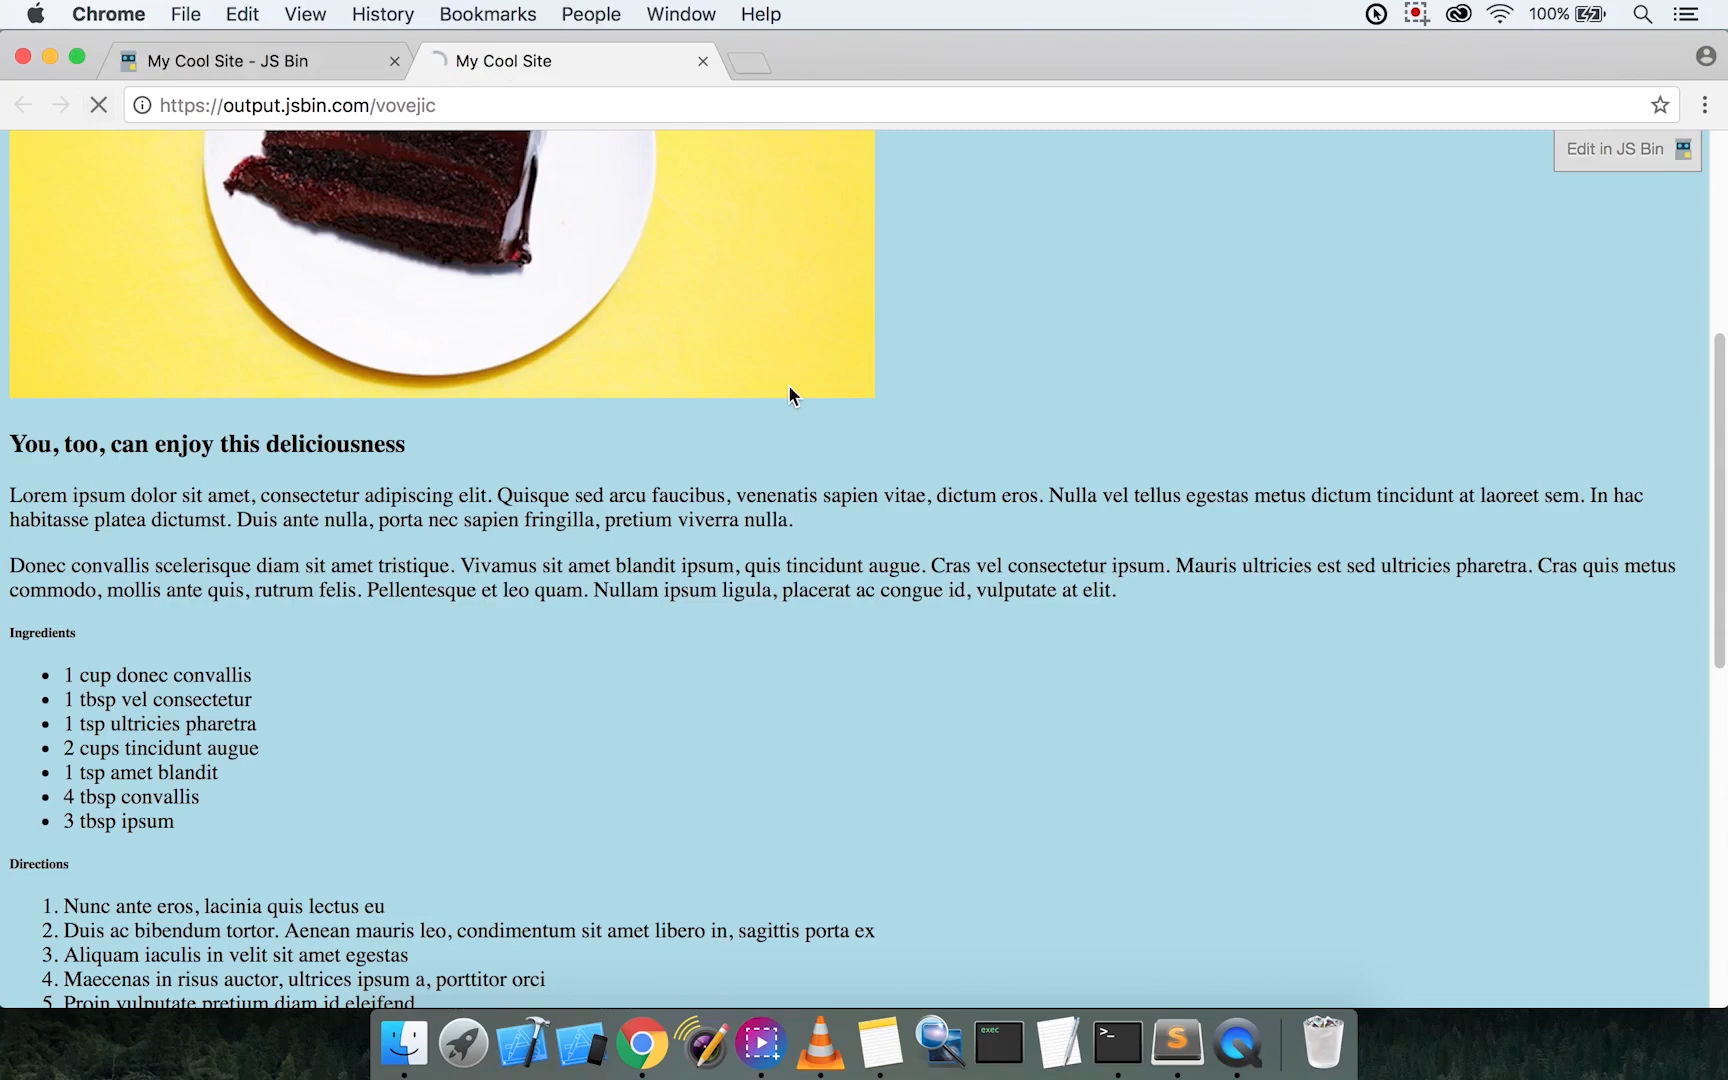 Chrome File Edit View History Bookmarks People Window Help 100%
My Cool Site - JS Bin My Cool Site
https://output.jsbin.com/vovejic
Edit in JS Bin
You, too, can enjoy this deliciousness
Lorem ipsum dolor sit amet, consectetur adipiscing elit. Quisque sed arcu faucibus, venenatis sapien vitae, dictum eros. Nulla vel tellus egestas metus dictum tincidunt at laoreet sem. In hac
habitasse platea dictumst. Duis ante nulla, porta nec sapien fringilla, pretium viverra nulla.
Donec convallis scelerisque diam sit amet tristique. Vivamus sit amet blandit ipsum, quis tincidunt augue. Cras vel consectetur ipsum. Mauris ultricies est sed ultricies pharetra. Cras quis metus
commodo, mollis ante quis, rutrum felis. Pellentesque et leo quam. Nullam ipsum ligula, placerat ac congue id, vulputate at elit.
Ingredients
• 1 cup donec convallis
• 1 tbsp vel consectetur
• 1 tsp ultricies pharetra
• 2 cups tincidunt augue
• 1 tsp amet blandit
• 4 tbsp convallis
• 3 tbsp ipsum
Directions
1. Nunc ante eros, lacinia quis lectus eu
2. Duis ac bibendum tortor. Aenean mauris leo, condimentum sit amet libero in, sagittis porta ex
3. Aliquam iaculis in velit sit amet egestas
4. Maecenas in risus auctor, ultrices ipsum a, porttitor orci
5. Proin vulputate pretium diam id eleifend
exec